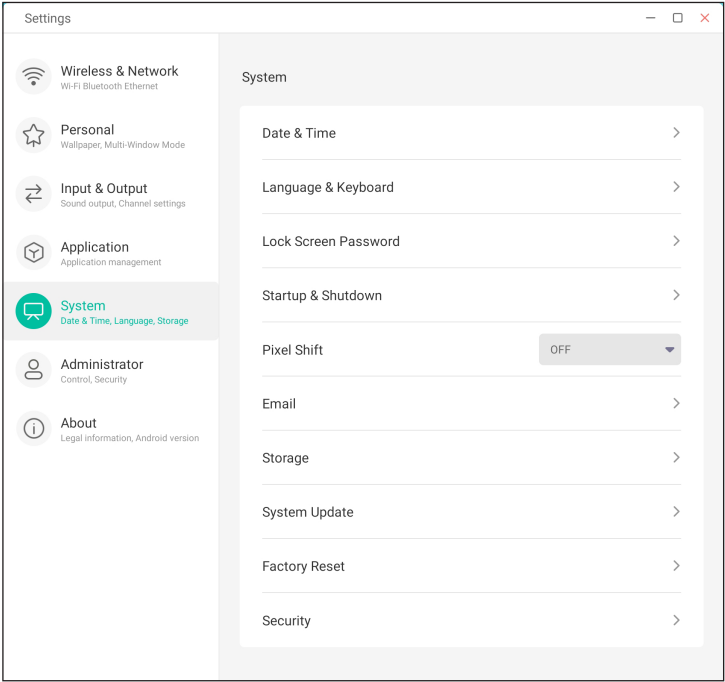 Settings
Wireless & Network
Wi-Fi Bluetooth Ethernet
Personal
Wallpaper, Multi-Window Mode
Input & Output
Sound output, Channel settings
Application
Application management
System
Date & Time, Language, Storage
Administrator
Control, Security
About
Legal information, Android version
System
Date & Time
Language & Keyboard
Lock Screen Password
Startup & Shutdown
Pixel Shift OFF
Email
Storage
System Update
Factory Reset
Security